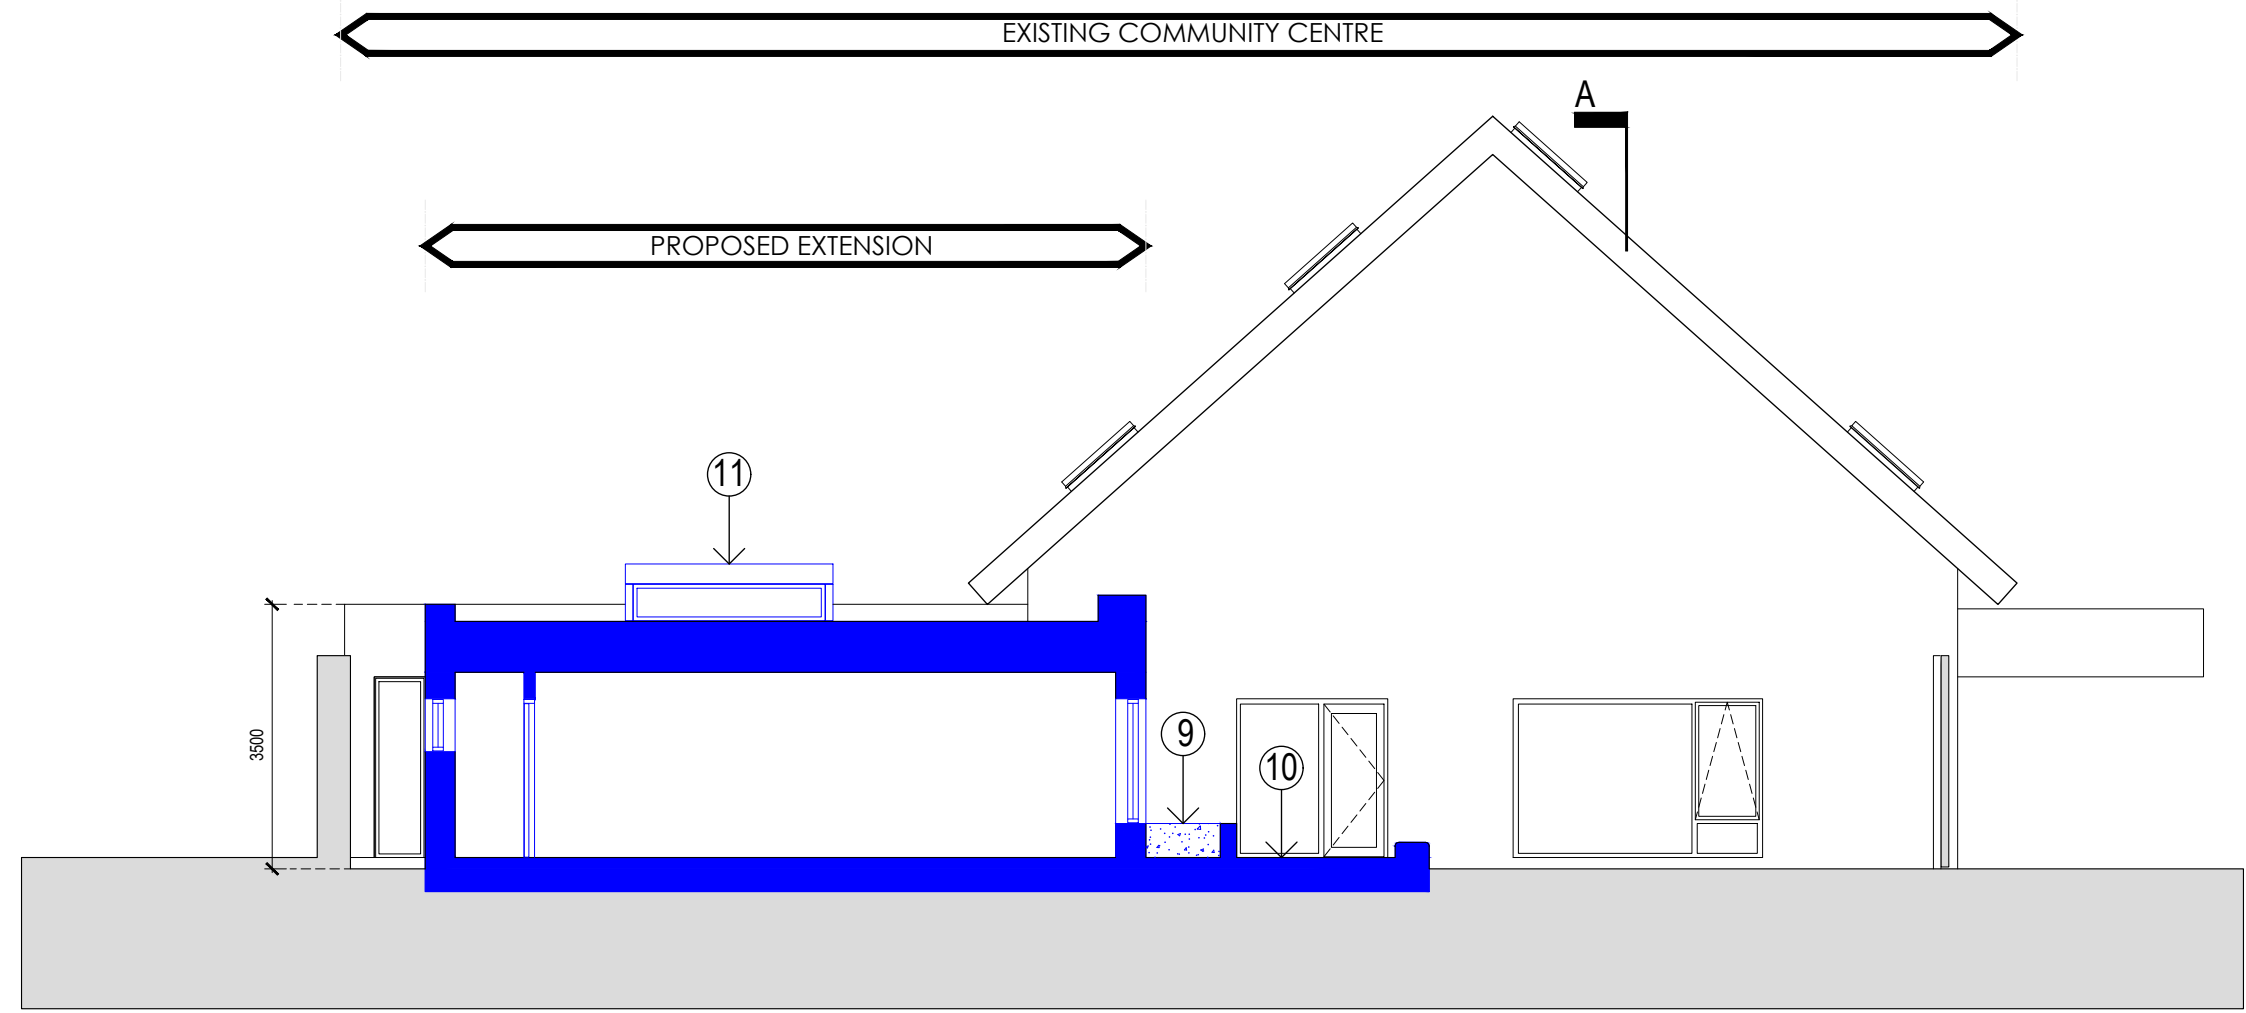 EXISTING COMMUNITY CENTRE
A
PROPOSED EXTENSION
11
3500
9
10